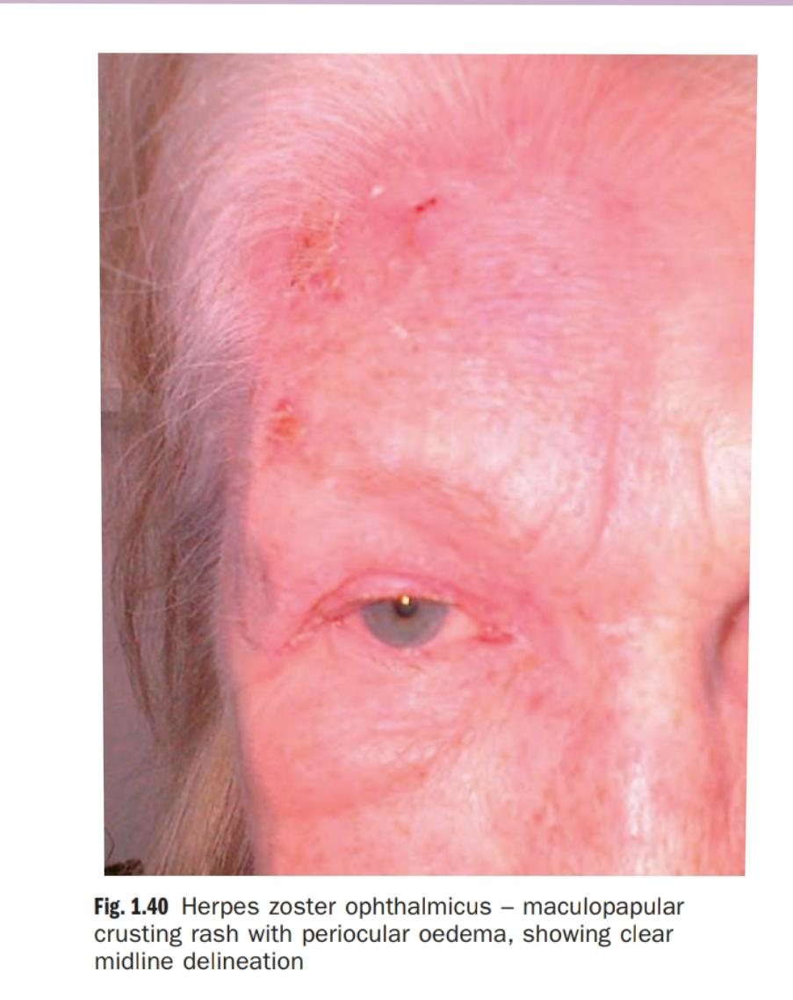 Fig. 1.40 Herpes zoster ophthalmicus – maculopapular
crusting rash with periocular oedema, showing clear
midline delineation